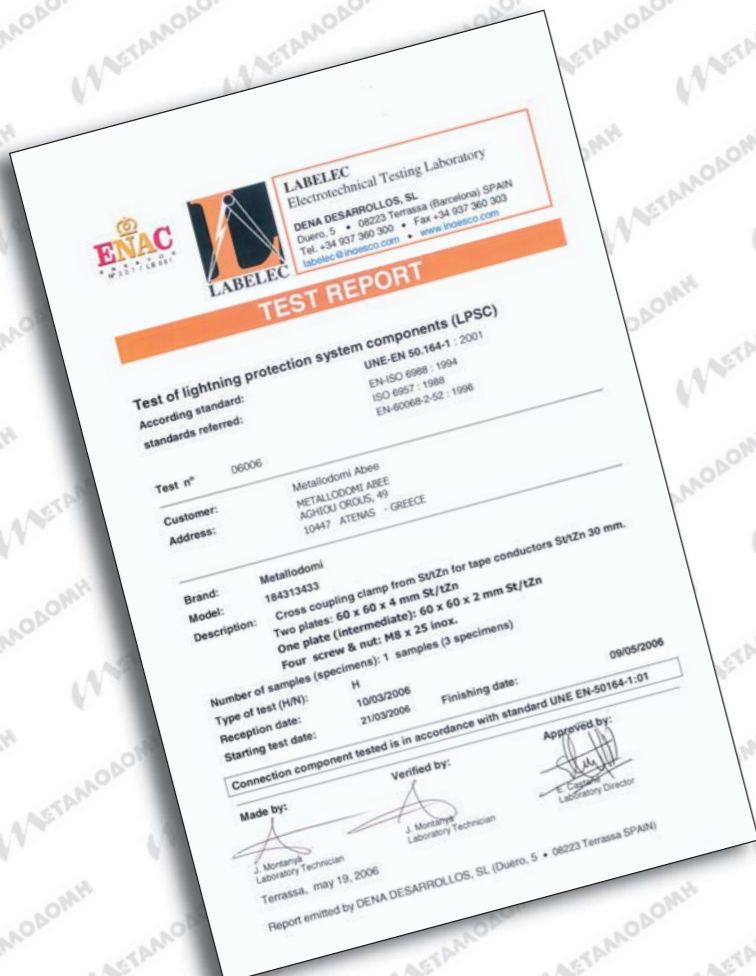 ENAC
LABELEC
LABELEC
Electrotechnical Testing Laboratory
DENA DESARROLLOS, SL
Duero, 5 • 08223 Terrassa (Barcelona) SPAIN
Tel. +34 937 360 300 • Fax +34 937 360 303
labelec@ingesco.com • www.ingesco.com
TEST REPORT
Test of lightning protection system components (LPSC)
According standard: UNE-EN 50.164-1 : 2001
standards referred: EN-ISO 6988 : 1994
ISO 6957 : 1988
EN-60068-2-52 : 1996
Test nº 06006
Customer: Metallodomi Abee
Address: METALLODOMI ABEE
AGHIOU OROUS, 49
10447 ATENAS - GREECE
Brand: Metallodomi
Model: 184313433
Description: Cross coupling clamp from St/tZn for tape conductors St/tZn 30 mm.
Two plates: 60 x 60 x 4 mm St/tZn
One plate (intermediate): 60 x 60 x 2 mm St/tZn
Four screw & nut: M8 x 25 inox.
Number of samples (specimens): 1 samples (3 specimens)
Type of test (H/N): H
Reception date: 10/03/2006
Starting test date: 21/03/2006 Finishing date: 09/05/2006
Connection component tested is in accordance with standard UNE EN-50164-1:01
Made by: Verified by: Approved by:
J. Montanyà J. Montanyà E. Castañe
Laboratory Technician Laboratory Technician Laboratory Director
Terrassa, may 19, 2006
Report emitted by DENA DESARROLLOS, SL (Duero, 5 • 08223 Terrassa SPAIN)
ΜΕΤΑΛΛΟΔΟΜΗ